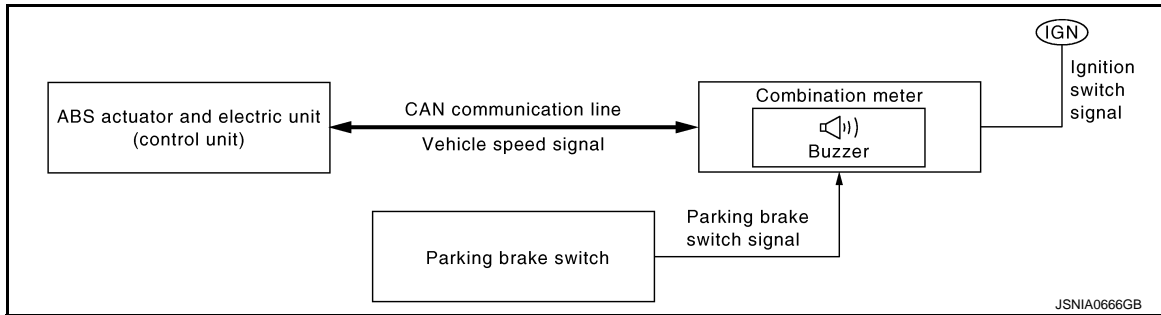 IGN
Ignition
switch
signal
ABS actuator and electric unit
(control unit)
CAN communication line
Vehicle speed signal
Combination meter
Buzzer
Parking brake switch
Parking brake
switch signal
JSNIA0666GB